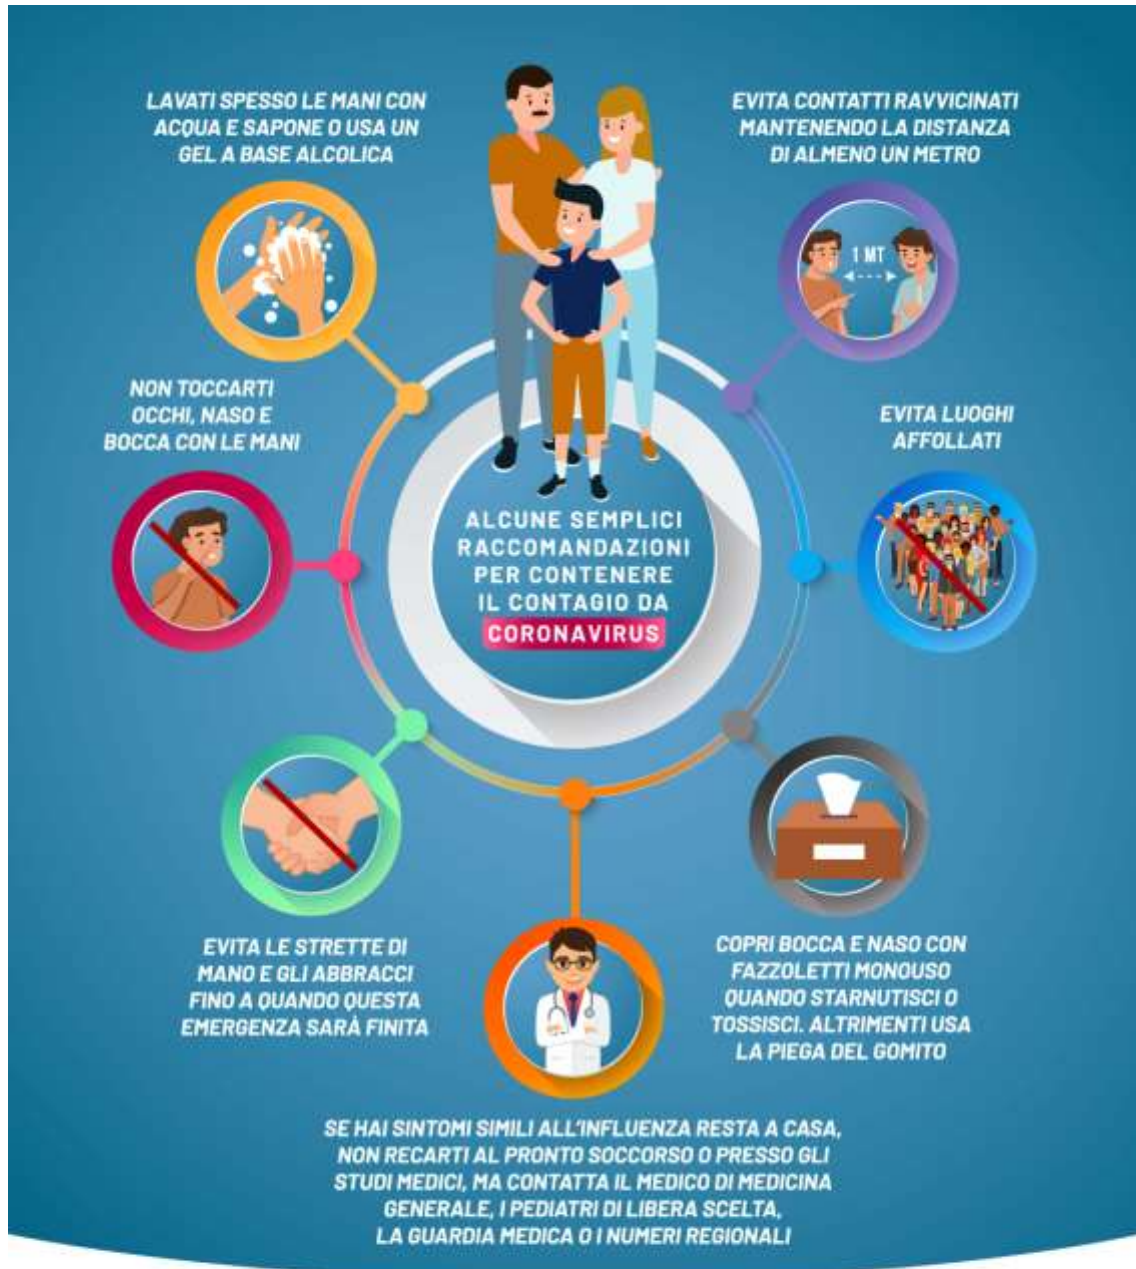 LAVATI SPESSO LE MANI CON
ACQUA E SAPONE O USA UN
GEL A BASE ALCOLICA
EVITA CONTATTI RAVVICINATI
MANTENENDO LA DISTANZA
DI ALMENO UN METRO
1 MT
NON TOCCARTI
OCCHI, NASO E
BOCCA CON LE MANI
EVITA LUOGHI
AFFOLLATI
ALCUNE SEMPLICI
RACCOMANDAZIONI
PER CONTENERE
IL CONTAGIO DA
CORONAVIRUS
EVITA LE STRETTE DI
MANO E GLI ABBRACCI
FINO A QUANDO QUESTA
EMERGENZA SARÀ FINITA
COPRI BOCCA E NASO CON
FAZZOLETTI MONOUSO
QUANDO STARNUTISCI O
TOSSISCI. ALTRIMENTI USA
LA PIEGA DEL GOMITO
SE HAI SINTOMI SIMILI ALL'INFLUENZA RESTA A CASA,
NON RECARTI AL PRONTO SOCCORSO O PRESSO GLI
STUDI MEDICI, MA CONTATTA IL MEDICO DI MEDICINA
GENERALE, I PEDIATRI DI LIBERA SCELTA,
LA GUARDIA MEDICA O I NUMERI REGIONALI